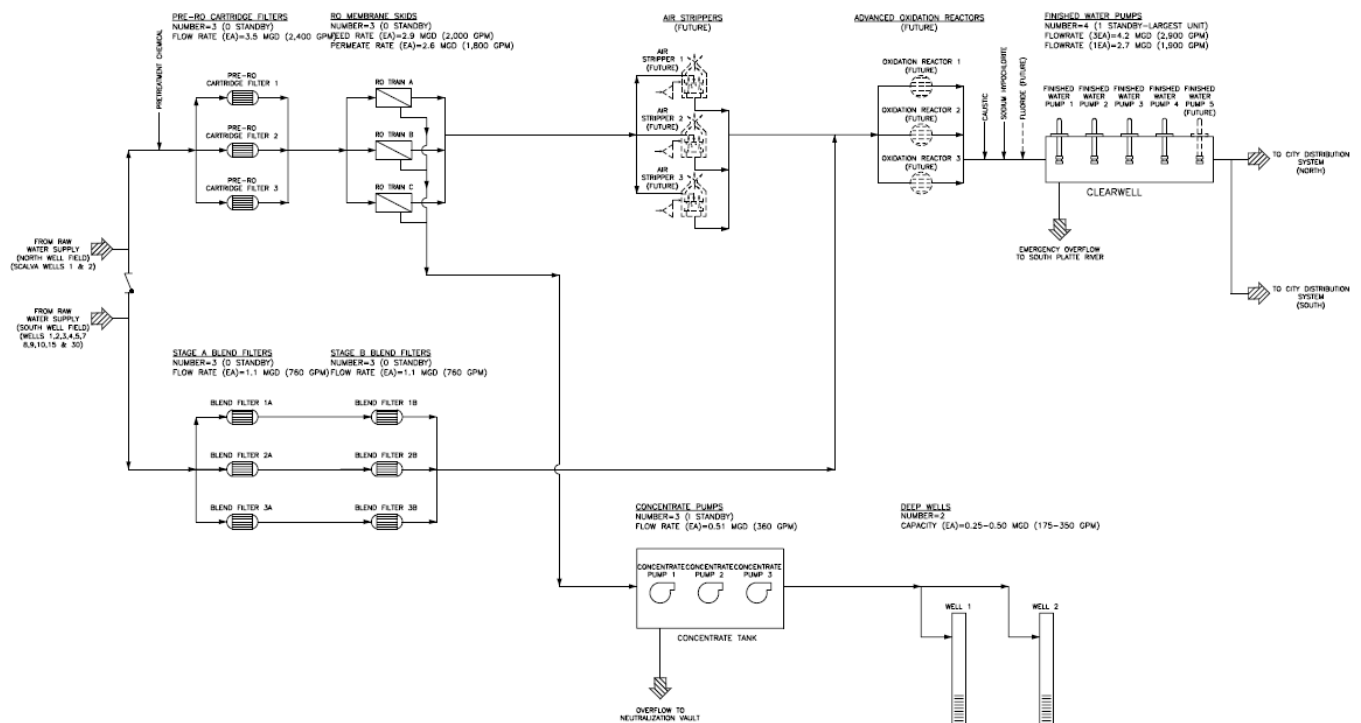 PRE-RO CARTRIDGE FILTERS
NUMBER=3 (0 STANDBY)
FLOW RATE (EA)=3.5 MGD (2,400 GPM)
RO MEMBRANE SKIDS
NUMBER=3 (0 STANDBY)
FEED RATE (EA)=2.9 MGD (2,000 GPM)
PERMEATE RATE (EA)=2.6 MGD (1,800 GPM)
AIR STRIPPERS
(FUTURE)
ADVANCED OXIDATION REACTORS
(FUTURE)
FINISHED WATER PUMPS
NUMBER=4 (1 STANDBY-LARGEST UNIT)
FLOWRATE (3EA)=4.2 MGD (2,900 GPM)
FLOWRATE (1EA)=2.7 MGD (1,900 GPM)
PRETREATMENT CHEMICAL
PRE-RO
CARTRIDGE FILTER 1
PRE-RO
CARTRIDGE FILTER 2
PRE-RO
CARTRIDGE FILTER 3
RO TRAIN A
RO TRAIN B
RO TRAIN C
AIR
STRIPPER 1
(FUTURE)
AIR
STRIPPER 2
(FUTURE)
AIR
STRIPPER 3
(FUTURE)
OXIDATION REACTOR 1
(FUTURE)
OXIDATION REACTOR 2
(FUTURE)
OXIDATION REACTOR 3
(FUTURE)
CAUSTIC
SODIUM HYPOCHLORITE
FLUORIDE (FUTURE)
FINISHED
WATER
PUMP 1
FINISHED
WATER
PUMP 2
FINISHED
WATER
PUMP 3
FINISHED
WATER
PUMP 4
FINISHED
WATER
PUMP 5
(FUTURE)
CLEARWELL
TO CITY DISTRIBUTION
SYSTEM
(NORTH)
EMERGENCY OVERFLOW
TO SOUTH PLATTE RIVER
TO CITY DISTRIBUTION
SYSTEM
(SOUTH)
FROM RAW
WATER SUPPLY
(NORTH WELL FIELD)
(SCALVA WELLS 1 & 2)
FROM RAW
WATER SUPPLY
(SOUTH WELL FIELD)
(WELLS 1,2,3,4,5,7
8,9,10,15 & 30)
STAGE A BLEND FILTERS
NUMBER=3 (0 STANDBY)
FLOW RATE (EA)=1.1 MGD (760 GPM)
STAGE B BLEND FILTERS
NUMBER=3 (0 STANDBY)
FLOW RATE (EA)=1.1 MGD (760 GPM)
BLEND FILTER 1A
BLEND FILTER 1B
BLEND FILTER 2A
BLEND FILTER 2B
BLEND FILTER 3A
BLEND FILTER 3B
CONCENTRATE PUMPS
NUMBER=3 (1 STANDBY)
FLOW RATE (EA)=0.51 MGD (360 GPM)
DEEP WELLS
NUMBER=2
CAPACITY (EA)=0.25-0.50 MGD (175-350 GPM)
CONCENTRATE
PUMP 1
CONCENTRATE
PUMP 2
CONCENTRATE
PUMP 3
CONCENTRATE TANK
WELL 1
WELL 2
OVERFLOW TO
NEUTRALIZATION VAULT